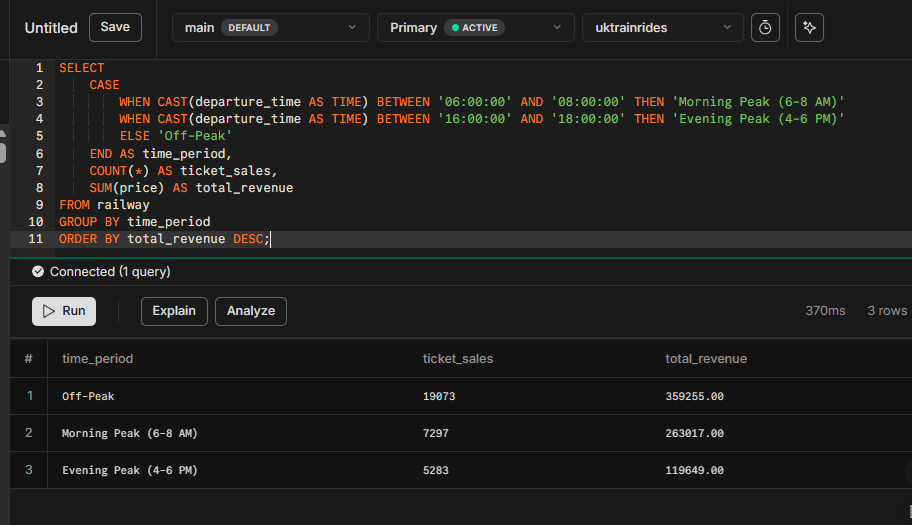 Untitled Save main DEFAULT Primary ACTIVE uktrainrides
1 SELECT
2 CASE
3 WHEN CAST(departure_time AS TIME) BETWEEN '06:00:00' AND '08:00:00' THEN 'Morning Peak (6-8 AM)'
4 WHEN CAST(departure_time AS TIME) BETWEEN '16:00:00' AND '18:00:00' THEN 'Evening Peak (4-6 PM)'
5 ELSE 'Off-Peak'
6 END AS time_period,
7 COUNT(*) AS ticket_sales,
8 SUM(price) AS total_revenue
9 FROM railway
10 GROUP BY time_period
11 ORDER BY total_revenue DESC;
Connected (1 query)
Run Explain Analyze 370ms 3 rows
# time_period ticket_sales total_revenue
1 Off-Peak 19073 359255.00
2 Morning Peak (6-8 AM) 7297 263017.00
3 Evening Peak (4-6 PM) 5283 119649.00